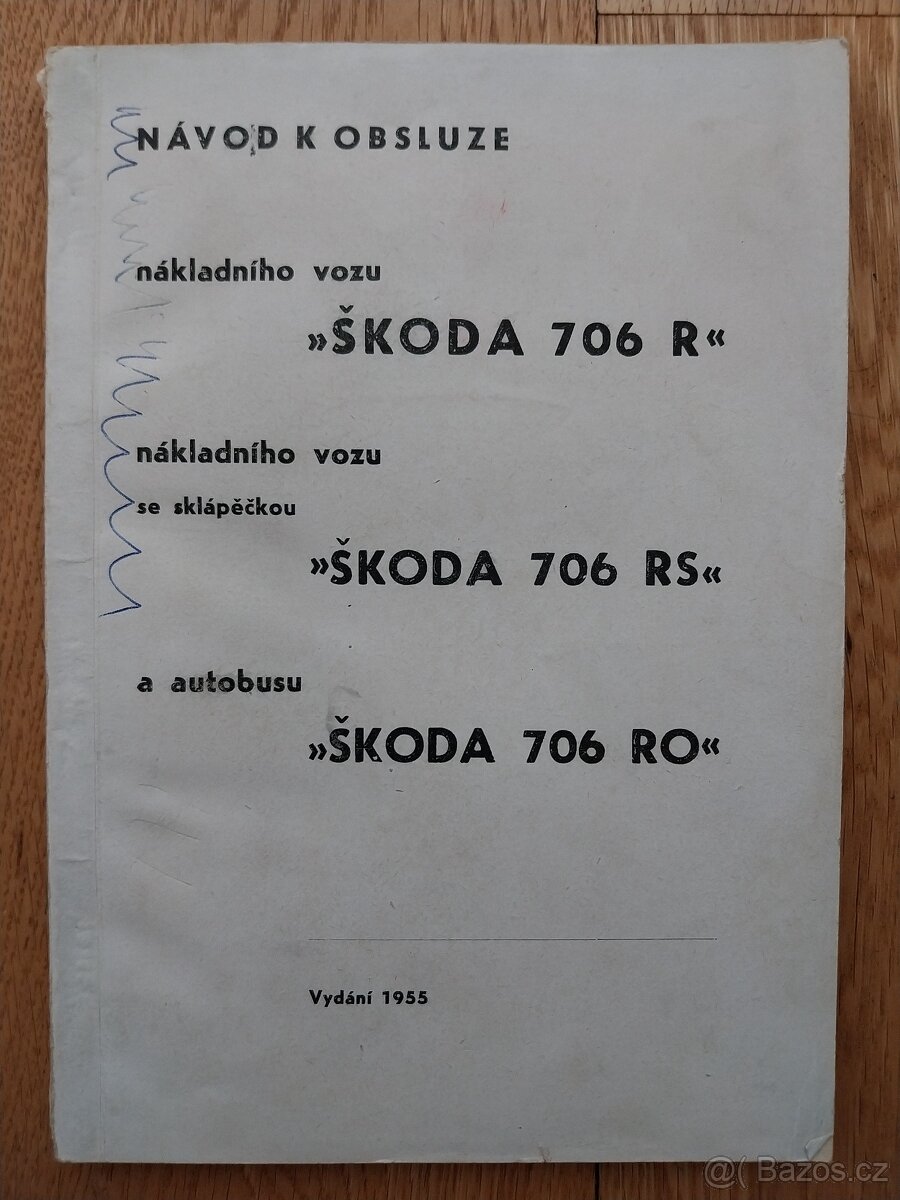 NÁVOD K OBSLUZE
nákladního vozu
»ŠKODA 706 R«
nákladního vozu
se sklápěčkou
»ŠKODA 706 RS«
a autobusu
»ŠKODA 706 RO«
Vydání 1955
@( Bazos.cz